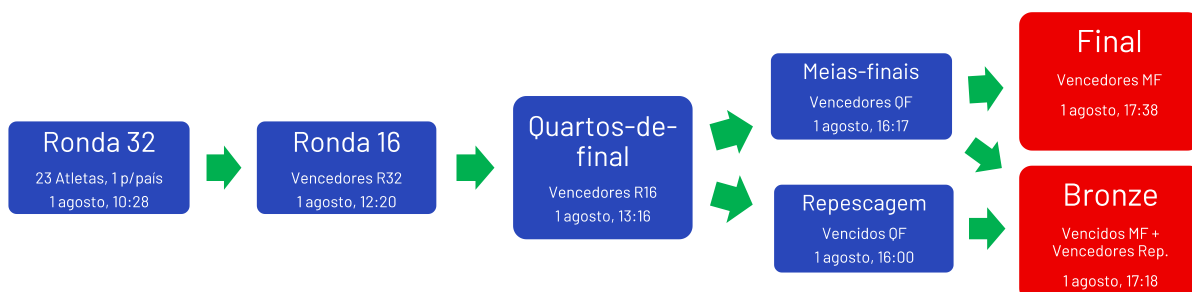 Ronda 32
23 Atletas, 1 p/país
1 agosto, 10:28
Ronda 16
Vencedores R32
1 agosto, 12:20
Quartos-de-
final
Vencedores R16
1 agosto, 13:16
Meias-finais
Vencedores QF
1 agosto, 16:17
Repescagem
Vencidos QF
1 agosto, 16:00
Final
Vencedores MF
1 agosto, 17:38
Bronze
Vencidos MF +
Vencedores Rep.
1 agosto, 17:18